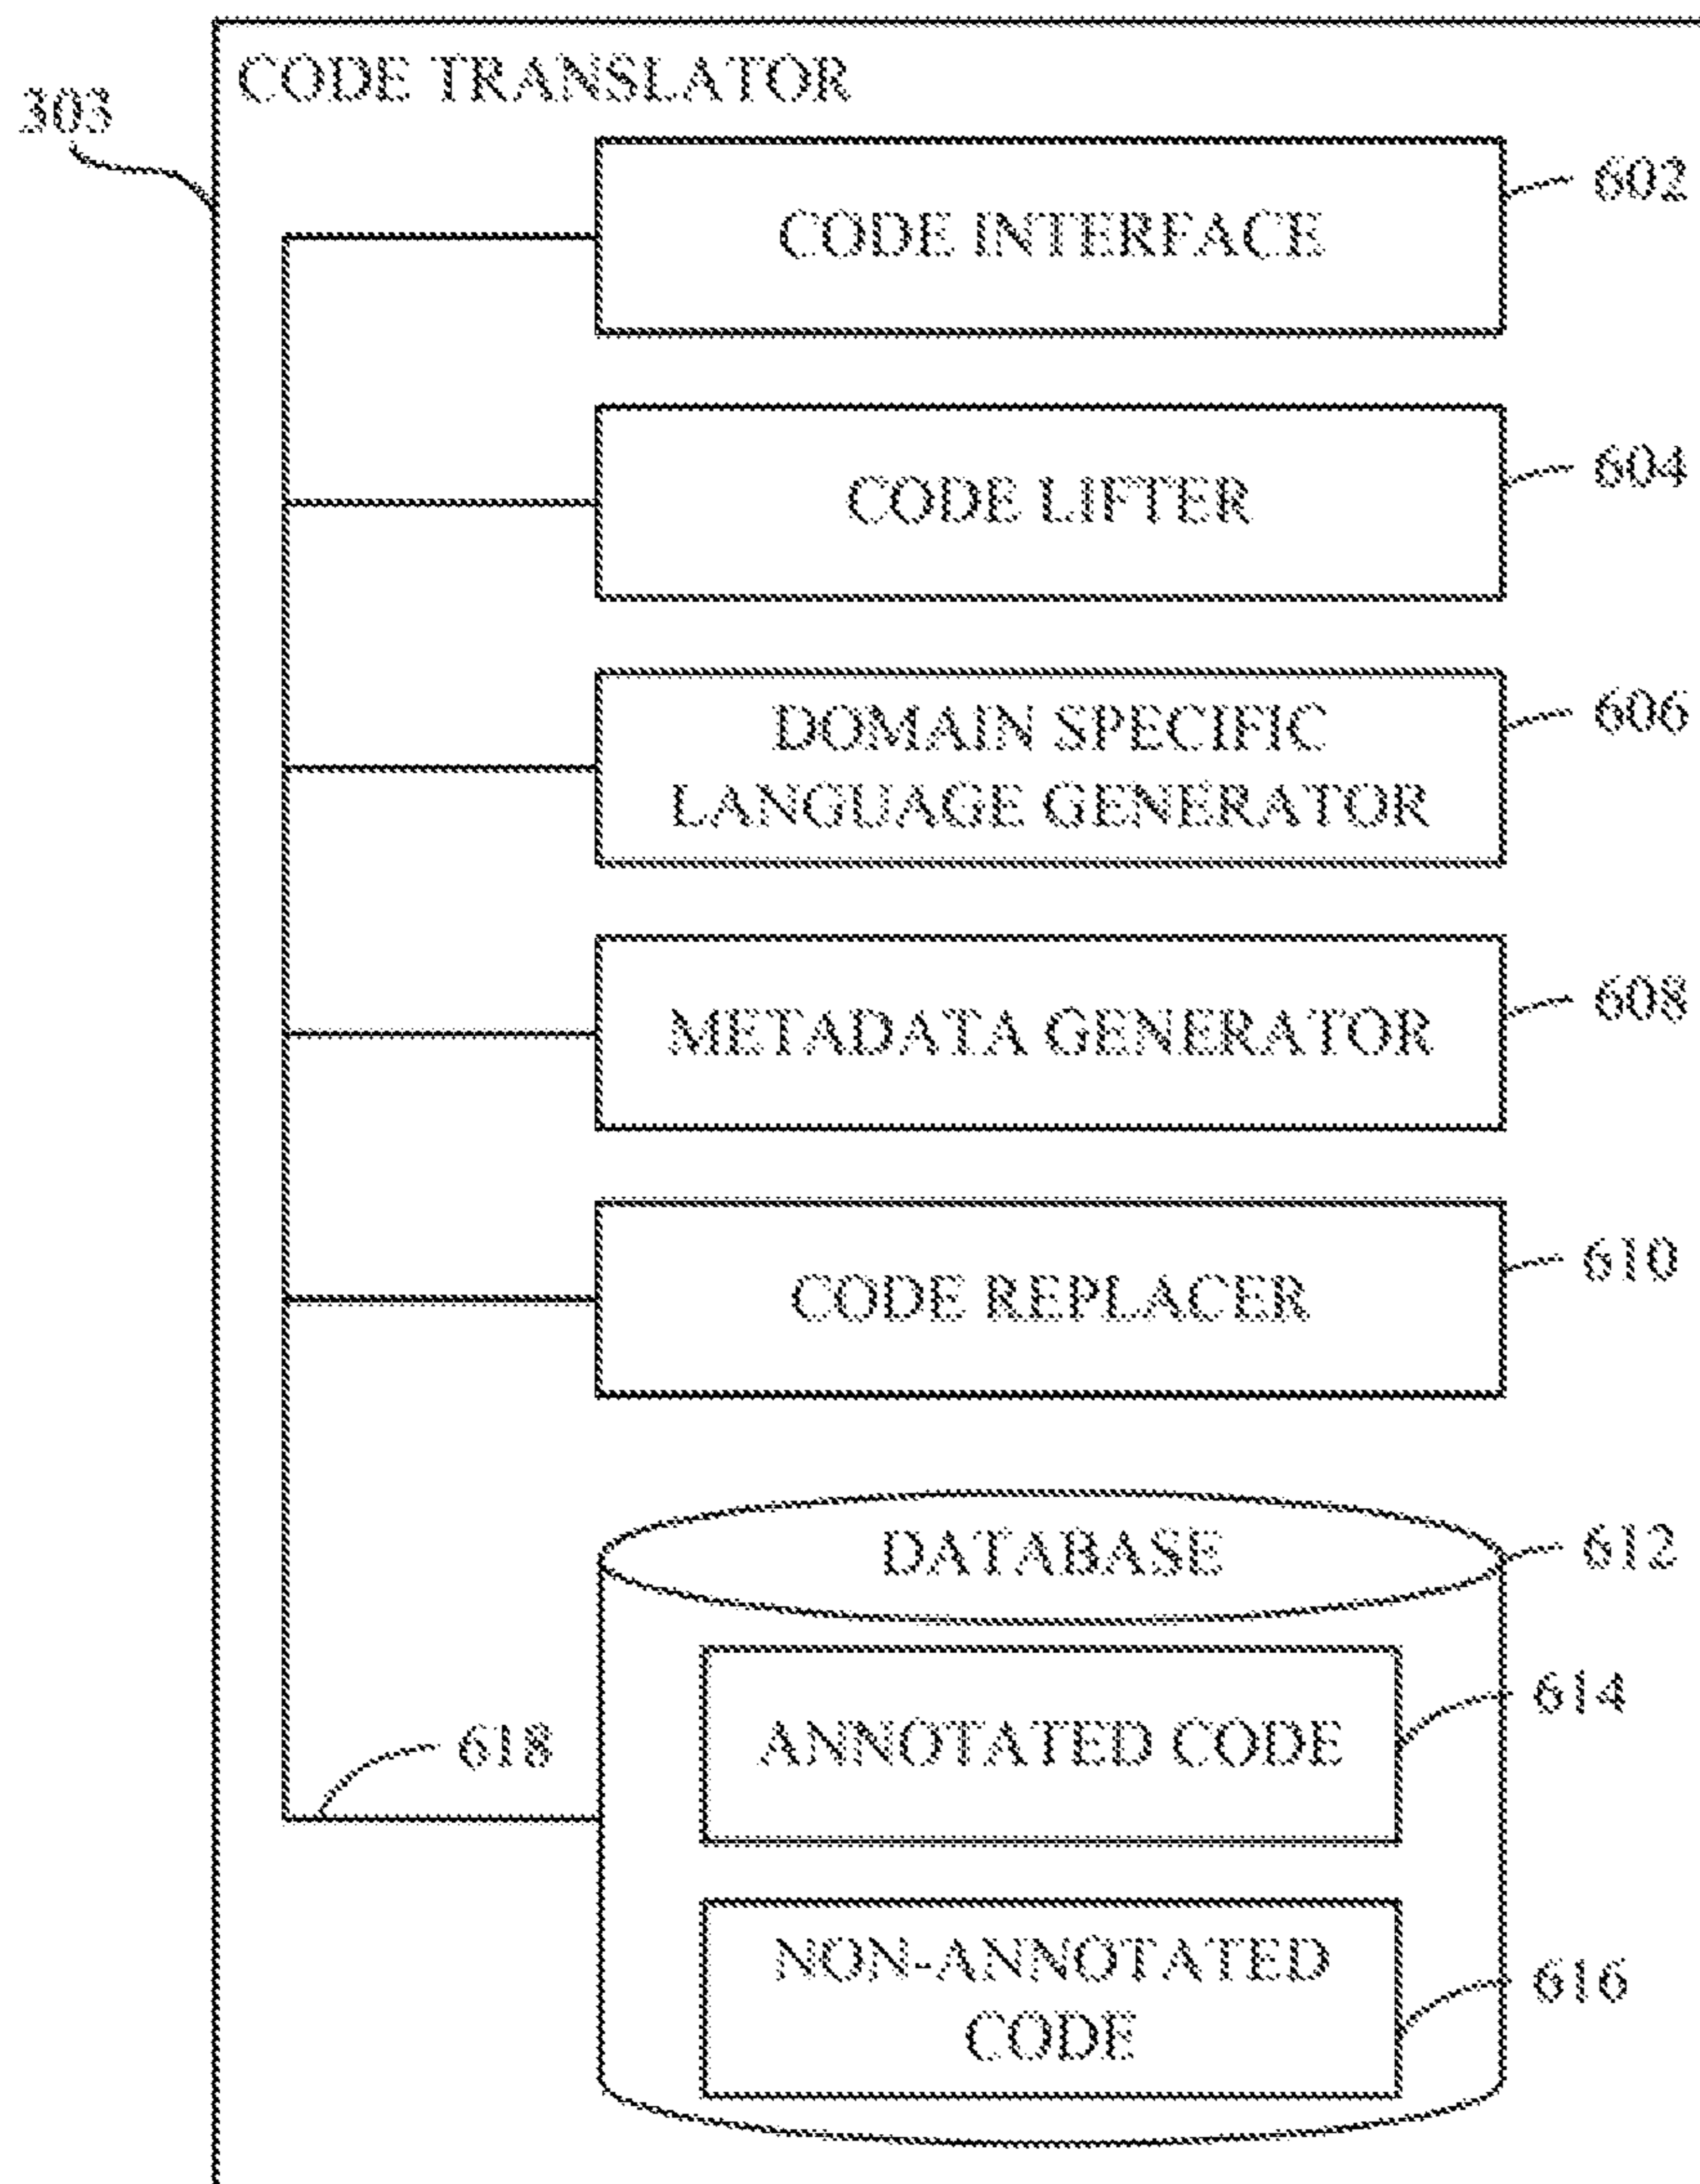 CODE TRANSLATOR
303
602
CODE INTERFACE
604
CODE LIFTER
606
DOMAIN SPECIFIC
LANGUAGE GENERATOR
608
METADATA GENERATOR
610
CODE REPLACER
612
DATABASE
614
ANNOTATED CODE
618
616
NON-ANNOTATED
CODE